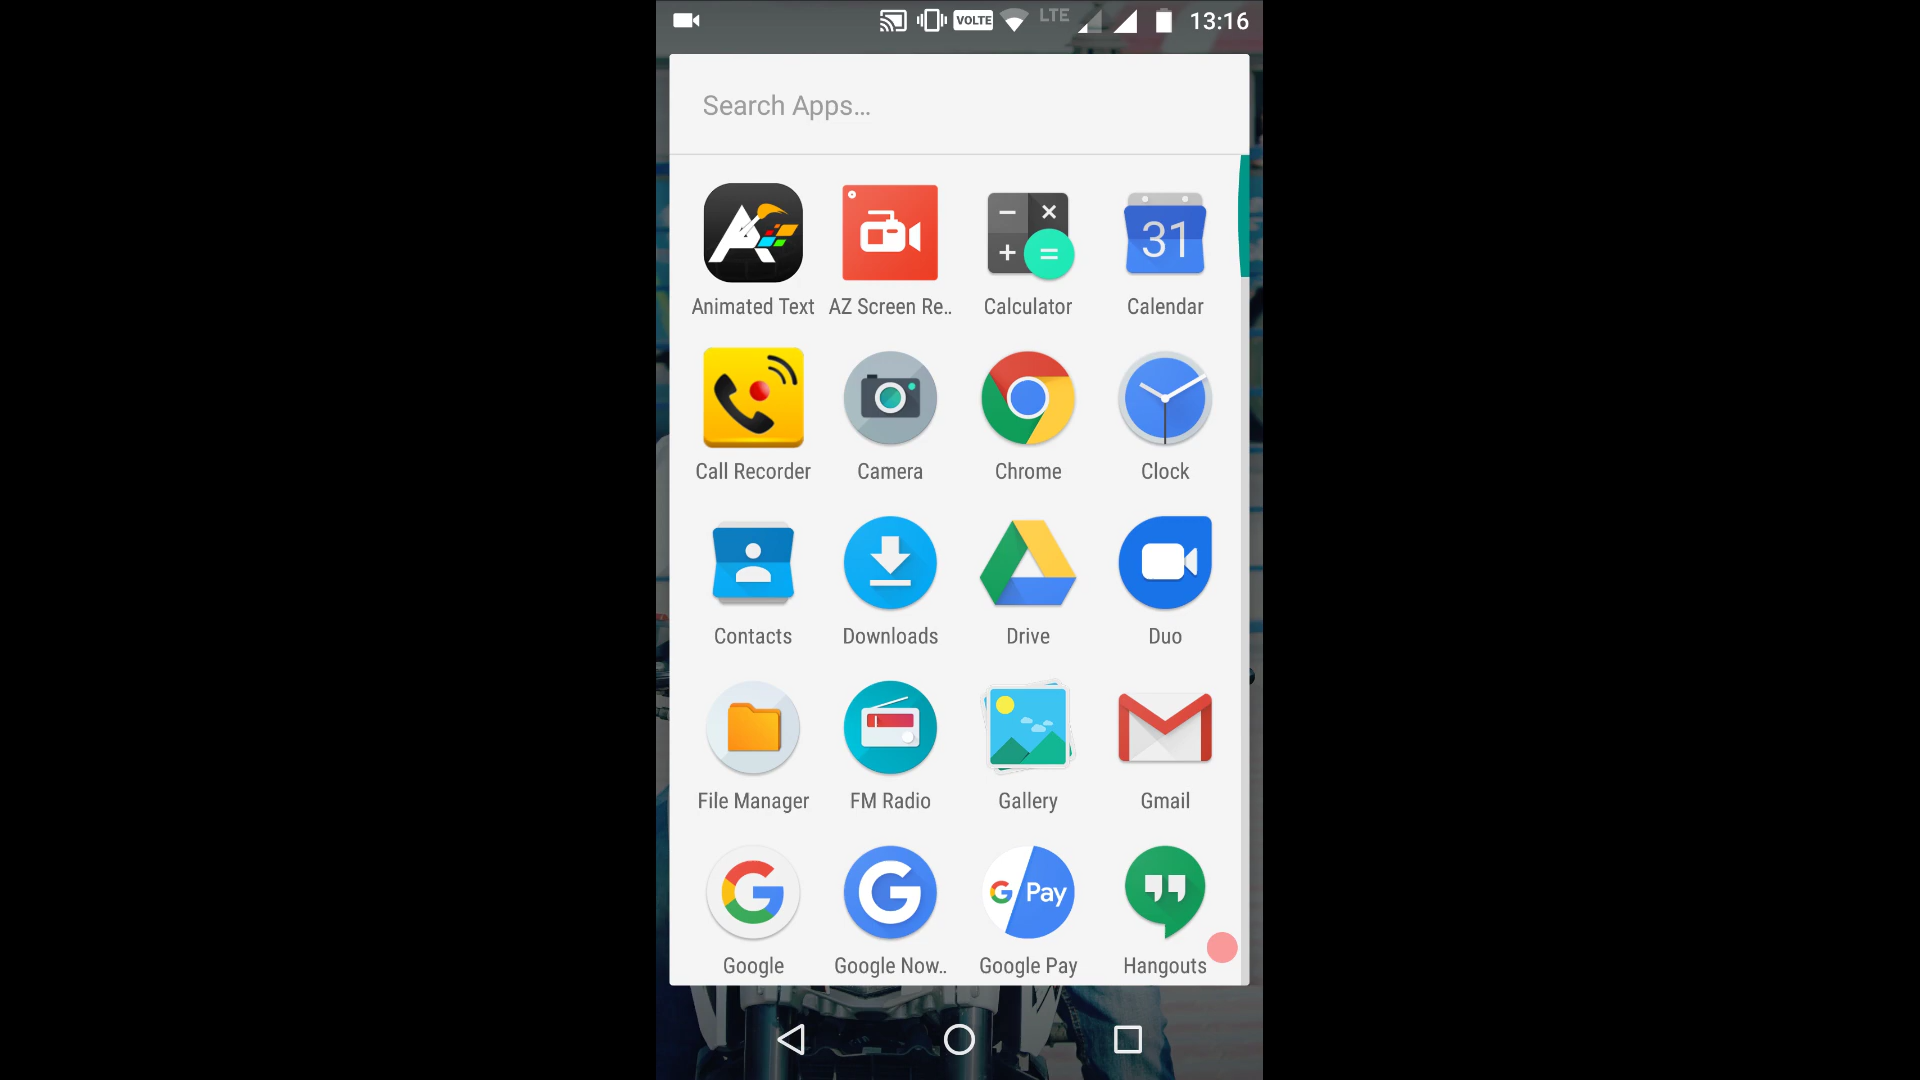 VOLTE LTE 13:16
Search Apps...
31
Animated Text AZ Screen Re.. Calculator Calendar
Call Recorder Camera Chrome Clock
Contacts Downloads Drive Duo
File Manager FM Radio Gallery Gmail
G Pay
Google Google Now.. Google Pay Hangouts